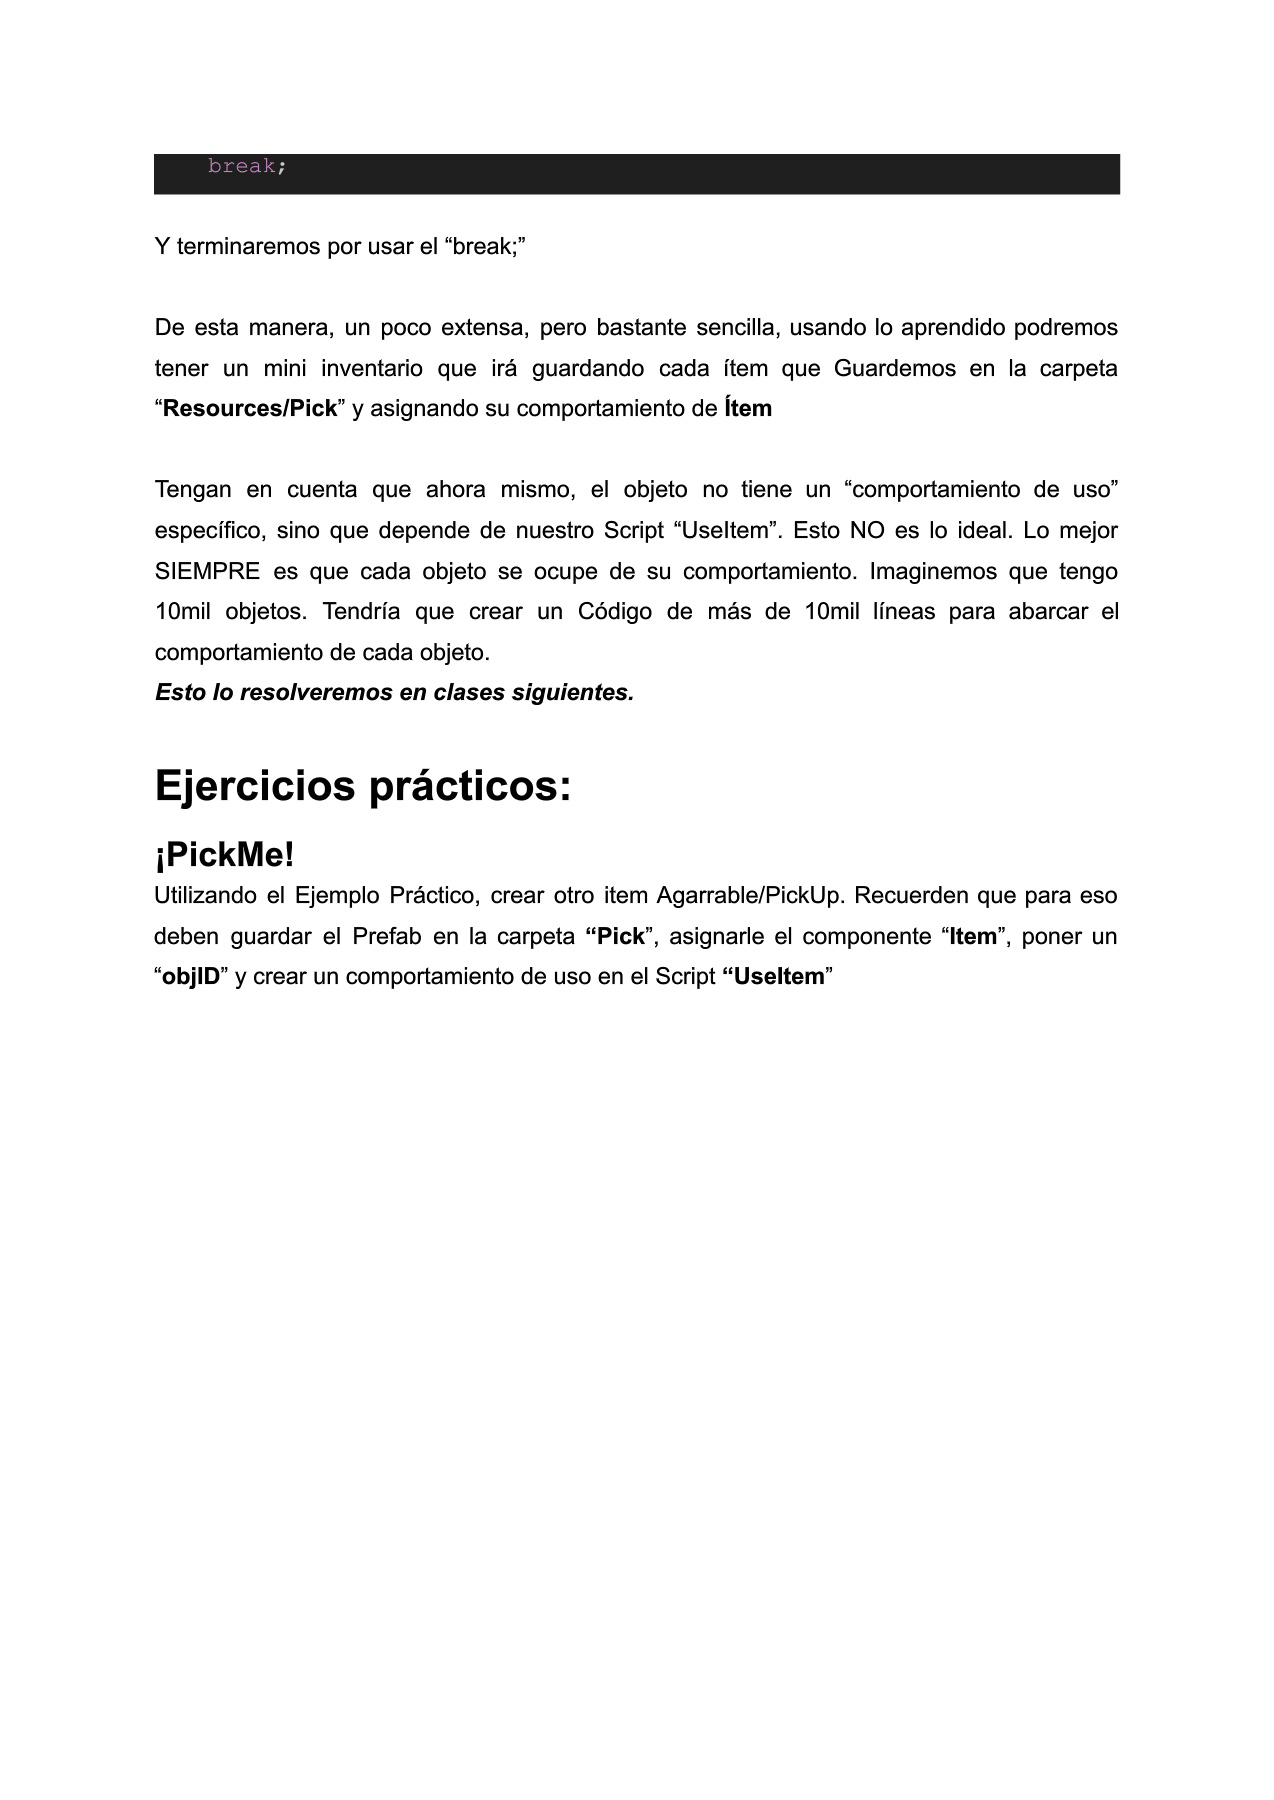 break;
Y terminaremos por usar el “break;”
De esta manera, un poco extensa, pero bastante sencilla, usando lo aprendido podremos
tener un mini inventario que irá guardando cada ítem que Guardemos en la carpeta
“Resources/Pick” y asignando su comportamiento de Ítem
Tengan en cuenta que ahora mismo, el objeto no tiene un “comportamiento de uso”
específico, sino que depende de nuestro Script “UseItem”. Esto NO es lo ideal. Lo mejor
SIEMPRE es que cada objeto se ocupe de su comportamiento. Imaginemos que tengo
10mil objetos. Tendría que crear un Código de más de 10mil líneas para abarcar el
comportamiento de cada objeto.
Esto lo resolveremos en clases siguientes.
Ejercicios prácticos:
¡PickMe!
Utilizando el Ejemplo Práctico, crear otro item Agarrable/PickUp. Recuerden que para eso
deben guardar el Prefab en la carpeta “Pick”, asignarle el componente “Item”, poner un
“objID” y crear un comportamiento de uso en el Script “UseItem”